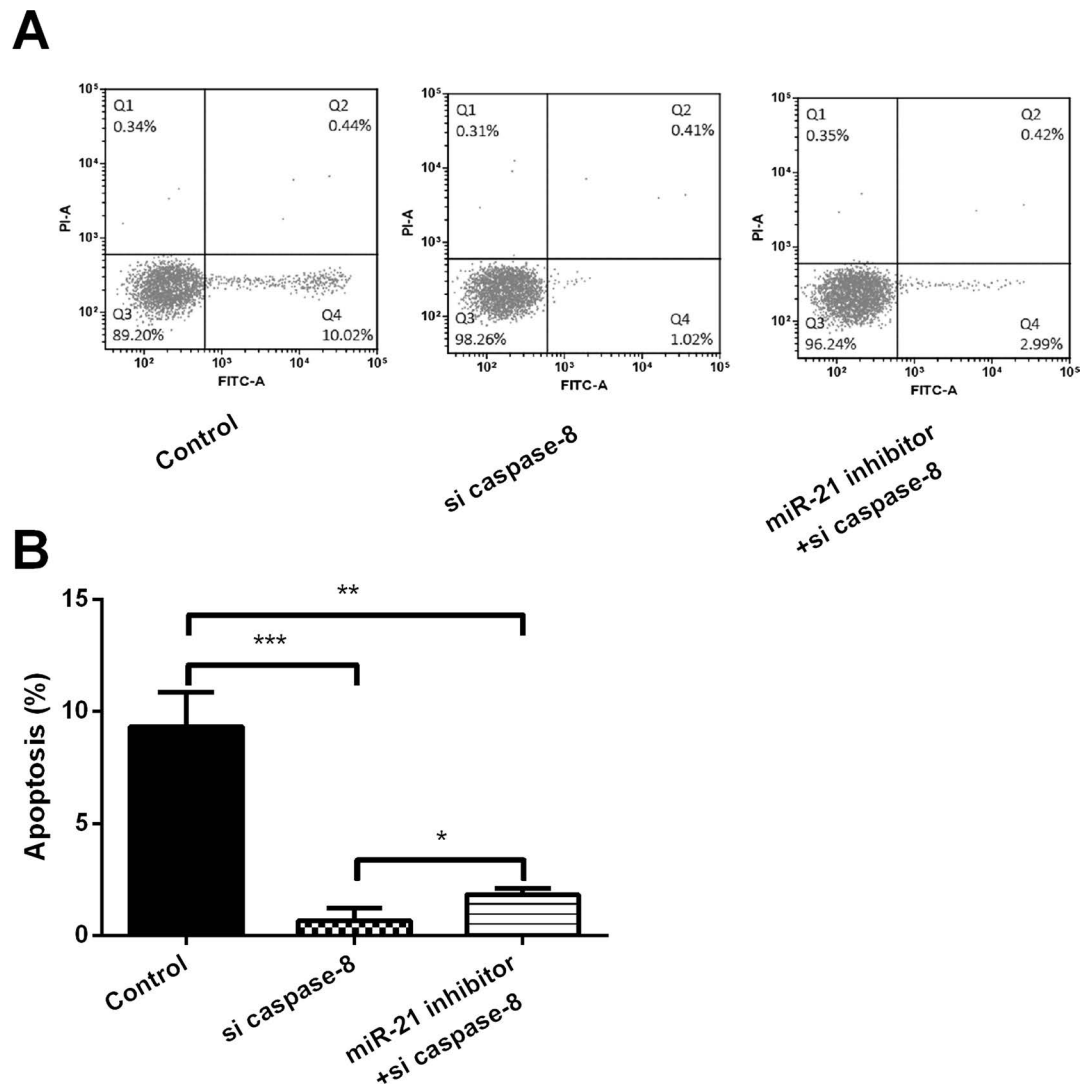 A
10⁵
10⁴
10³
10²
PI-A
Q1
0.34%
Q2
0.44%
Q3
89.20%
Q4
10.02%
10² 10³ 10⁴ 10⁵
FITC-A
Control
10⁵
10⁴
10³
10²
PI-A
Q1
0.31%
Q2
0.41%
Q3
98.26%
Q4
1.02%
10² 10³ 10⁴ 10⁵
FITC-A
si caspase-8
10⁵
10⁴
10³
10²
PI-A
Q1
0.35%
Q2
0.42%
Q3
96.24%
Q4
2.99%
10² 10³ 10⁴ 10⁵
FITC-A
miR-21 inhibitor
+si caspase-8
B
Apoptosis (%)
15
10
5
0
**
***
*
Control
si caspase-8
miR-21 inhibitor
+si caspase-8